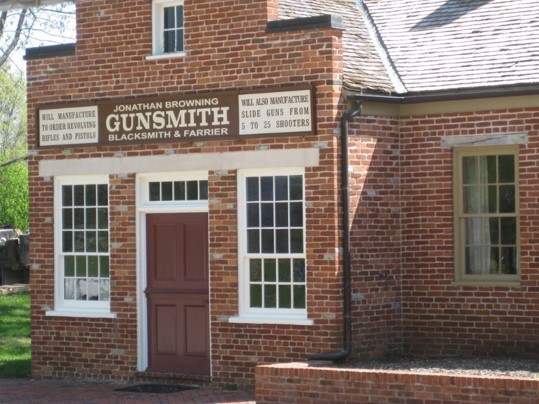 WILL MANUFACTURE
TO ORDER REVOLVING
RIFLES AND PISTOLS
JONATHAN BROWNING
GUNSMITH
BLACKSMITH & FARRIER
WILL ALSO MANUFACTURE
SLIDE GUNS FROM
5 TO 25 SHOOTERS